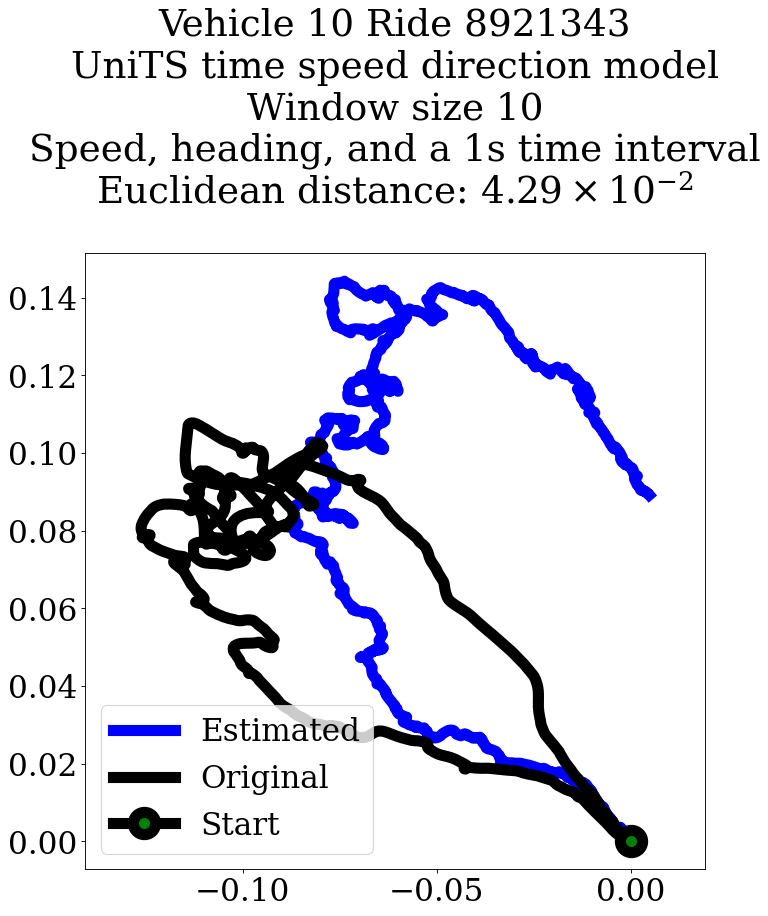 Vehicle 10 Ride 8921343
UniTS time speed direction model
Window size 10
Speed, heading, and a 1s time interval
Euclidean distance: 4.29 × 10⁻²
0.14
0.12
0.10
0.08
0.06
0.04
0.02
0.00
Estimated
Original
Start
−0.10
−0.05
0.00